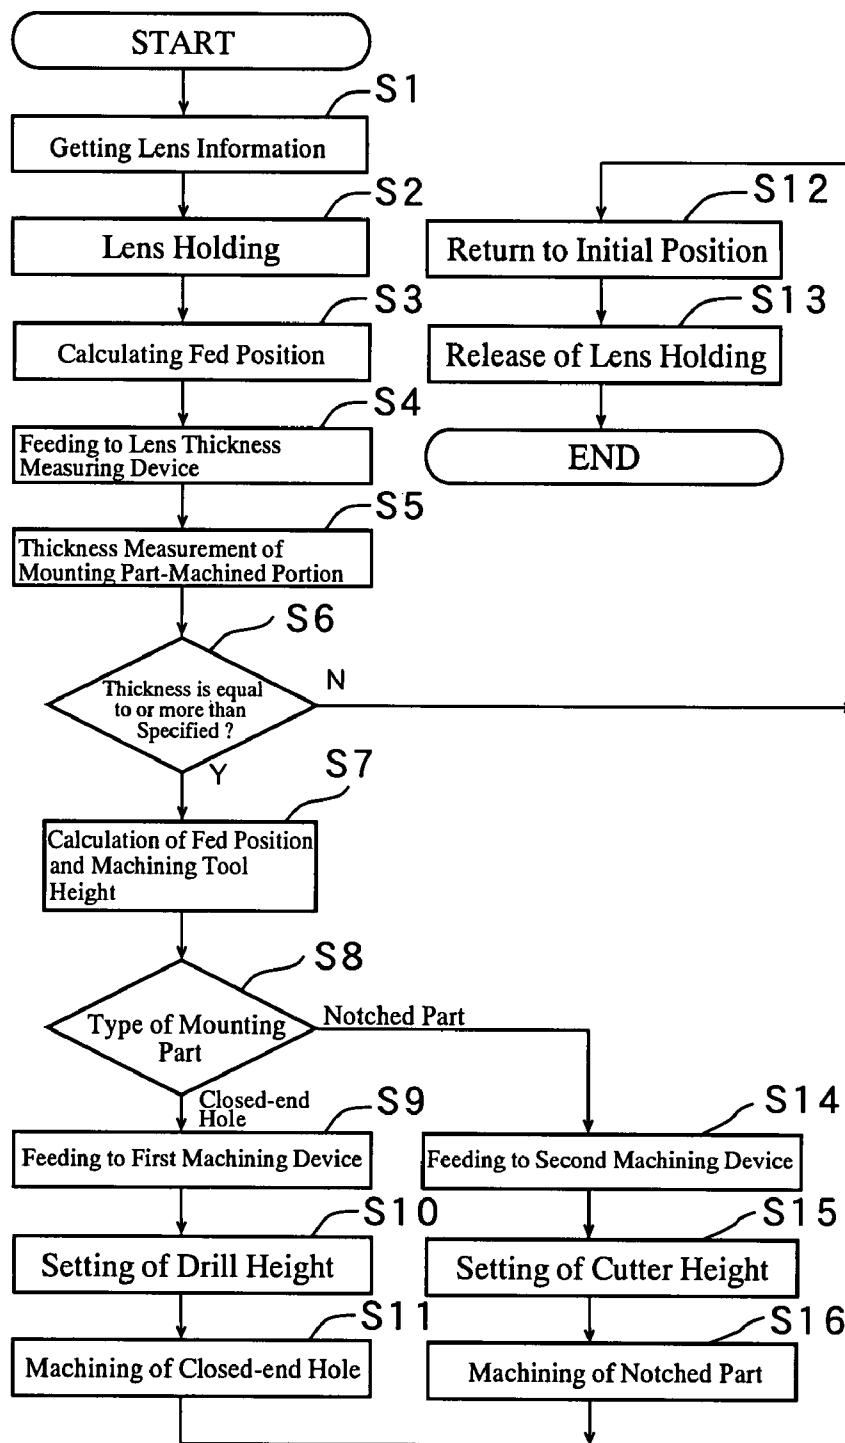 START
S1
Getting Lens Information
S2
Lens Holding
S3
Calculating Fed Position
S4
Feeding to Lens Thickness
Measuring Device
S5
Thickness Measurement of
Mounting Part-Machined Portion
S6
Thickness is equal
to or more than
Specified ?
N
Y
S7
Calculation of Fed Position
and Machining Tool
Height
S8
Type of Mounting
Part
Notched Part
Closed-end
Hole
S9
Feeding to First Machining Device
S10
Setting of Drill Height
S11
Machining of Closed-end Hole
S12
Return to Initial Position
S13
Release of Lens Holding
END
S14
Feeding to Second Machining Device
S15
Setting of Cutter Height
S16
Machining of Notched Part